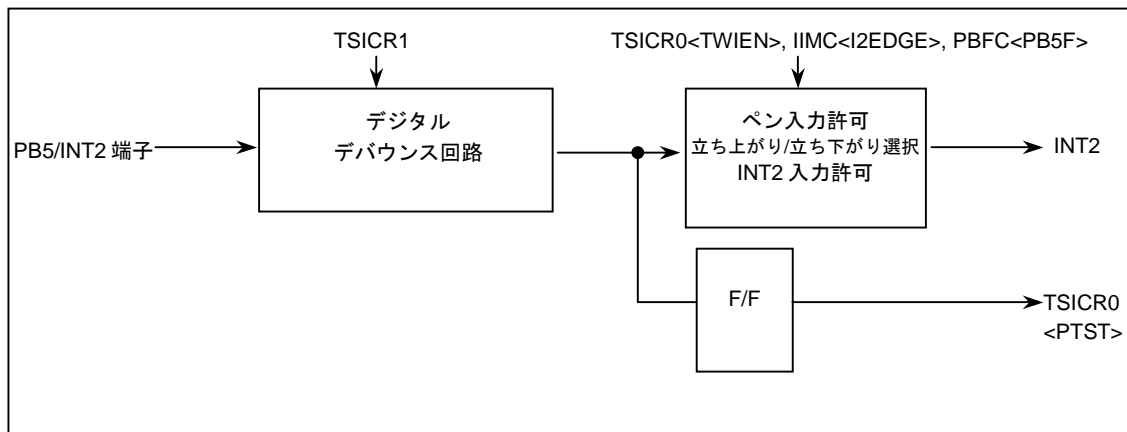 TSICR1
TSICR0<TWIEN>, IIMC<I2EDGE>, PBFC<PB5F>
デジタル
デバウンス回路
ペン入力許可
立ち上がり/立ち下がり選択
INT2 入力許可
PB5/INT2 端子
INT2
F/F
TSICR0
<PTST>